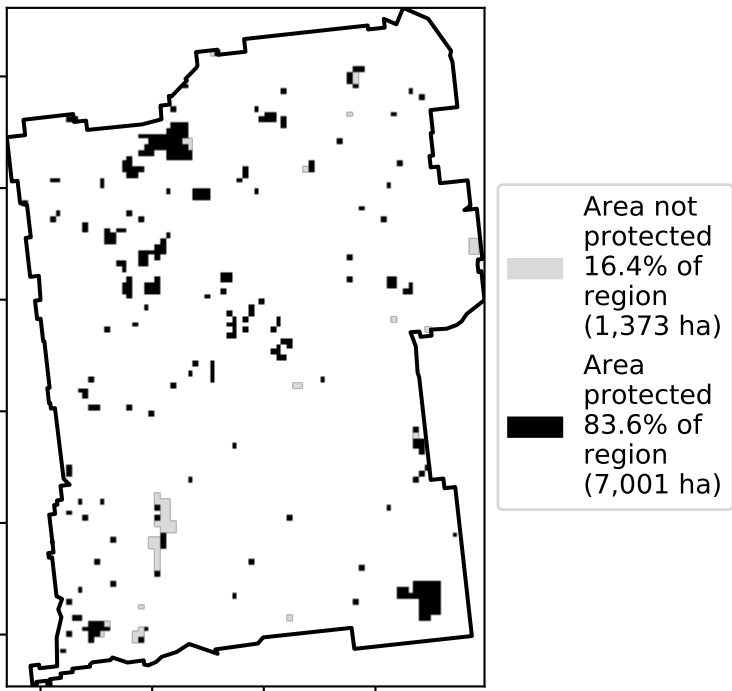 Area not
protected
16.4% of
region
(1,373 ha)
Area
protected
83.6% of
region
(7,001 ha)